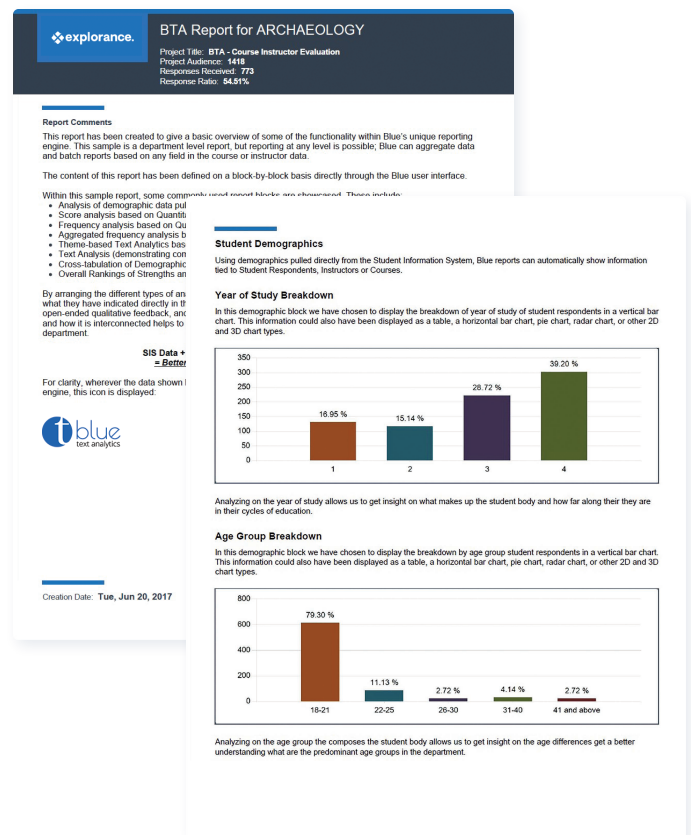 explorance.
BTA Report for ARCHAEOLOGY
Project Title: BTA - Course Instructor Evaluation
Project Audience: 1418
Responses Received: 773
Response Ratio: 54.51%
Report Comments
This report has been created to give a basic overview of some of the functionality within Blue's unique reporting
engine. This sample is a department level report, but reporting at any level is possible; Blue can aggregate data
and batch reports based on any field in the course or instructor data.
The content of this report has been defined on a block-by-block basis directly through the Blue user interface.
Within this sample report, some commonly used report blocks are showcased. These include:
• Analysis of demographic data pul
• Score analysis based on Quantit
• Frequency analysis based on Qu
• Aggregated frequency analysis b
• Theme-based Text Analytics bas
• Text Analysis (demonstrating con
• Cross-tabulation of Demographic
• Overall Rankings of Strengths an
By arranging the different types of an
what they have indicated directly in th
open-ended qualitative feedback, and
and how it is interconnected helps to
department.
SIS Data +
= Better
For clarity, wherever the data shown
engine, this icon is displayed:
t blue
text analytics
Creation Date: Tue, Jun 20, 2017
Student Demographics
Using demographics pulled directly from the Student Information System, Blue reports can automatically show information
tied to Student Respondents, Instructors or Courses.
Year of Study Breakdown
In this demographic block we have chosen to display the breakdown of year of study of student respondents in a vertical bar
chart. This information could also have been displayed as a table, a horizontal bar chart, pie chart, radar chart, or other 2D
and 3D chart types.
350
300
250
200
150
100
50
0
16.95 %
15.14 %
28.72 %
39.20 %
1 2 3 4
Analyzing on the year of study allows us to get insight on what makes up the student body and how far along their they are
in their cycles of education.
Age Group Breakdown
In this demographic block we have chosen to display the breakdown by age group student respondents in a vertical bar chart.
This information could also have been displayed as a table, a horizontal bar chart, pie chart, radar chart, or other 2D and 3D
chart types.
800
600
400
200
0
79.30 %
11.13 %
2.72 %
4.14 %
2.72 %
18-21 22-25 26-30 31-40 41 and above
Analyzing on the age group the composes the student body allows us to get insight on the age differences get a better
understanding what are the predominant age groups in the department.